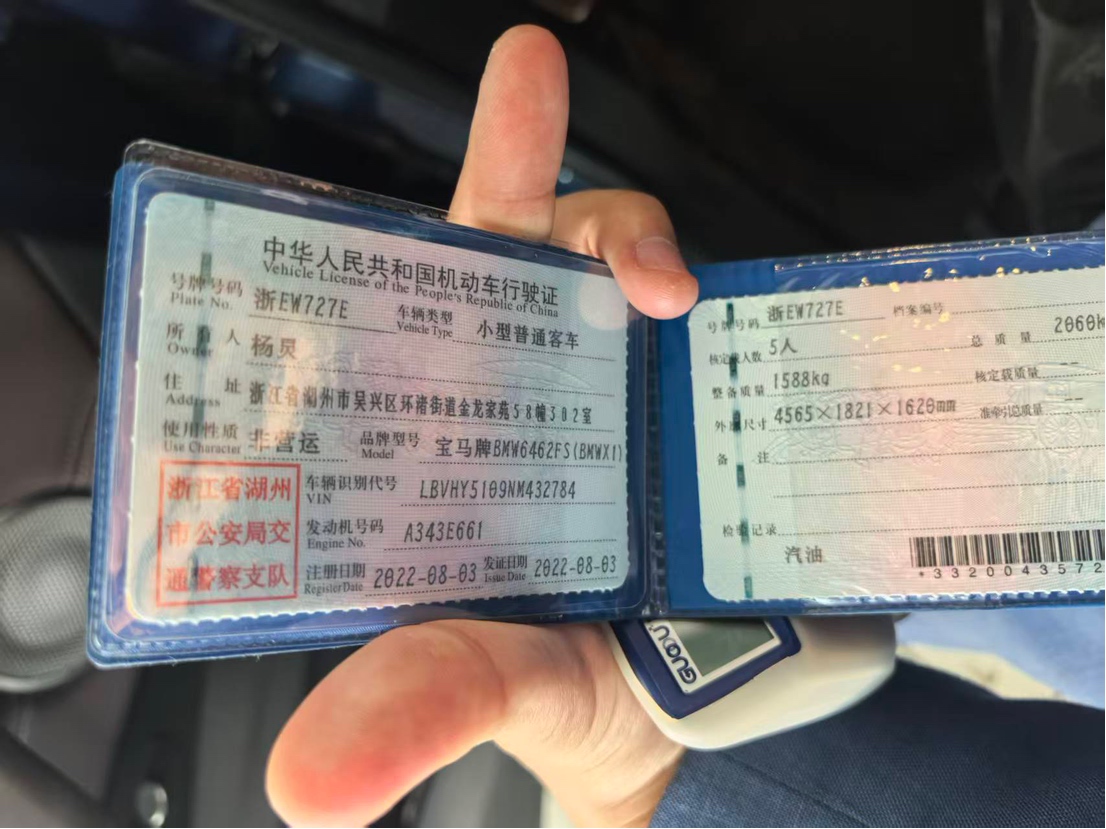 中华人民共和国机动车行驶证
Vehicle License of the People's Republic of China
号牌号码 浙EW727E 车辆类型 小型普通客车
Plate No. Vehicle Type
所有人 杨炅
Owner
住址 浙江省湖州市吴兴区环渚街道金龙家苑58幢302室
Address
使用性质 非营运 品牌型号 宝马牌BMW6462FS(BMWX1)
Use Character Model
浙江省湖州
市公安局交
通警察支队
车辆识别代号 LBVHY5109NM432784
VIN
发动机号码 A343E661
Engine No.
注册日期 2022-08-03 发证日期 2022-08-03
Register Date Issue Date
号牌号码 浙EW727E 档案编号
核定载人数 5人 总质量 2060k
整备质量 1588kg 核定载质量 --
外廓尺寸 4565×1821×1620mm 准牵引总质量 --
备注
检验记录
汽油
*3320043572
GUOOU